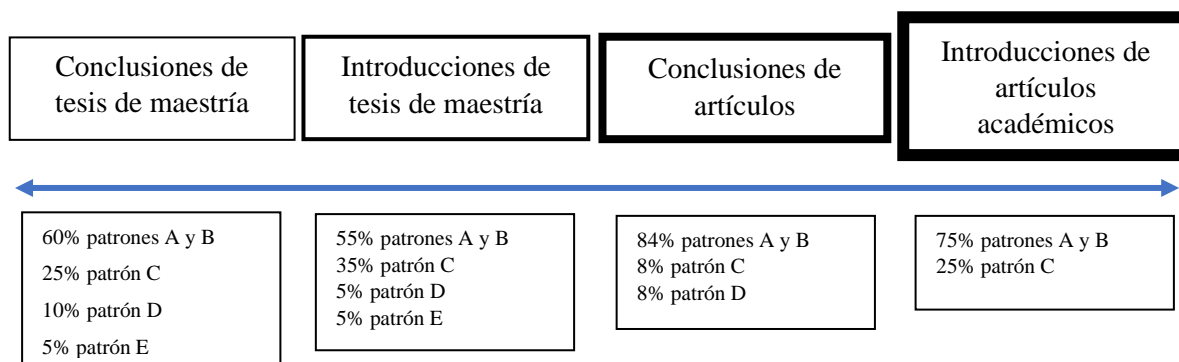 Conclusiones de
tesis de maestría
Introducciones de
tesis de maestría
Conclusiones de
artículos
Introducciones de
artículos
académicos
60% patrones A y B
25% patrón C
10% patrón D
5% patrón E
55% patrones A y B
35% patrón C
5% patrón D
5% patrón E
84% patrones A y B
8% patrón C
8% patrón D
75% patrones A y B
25% patrón C